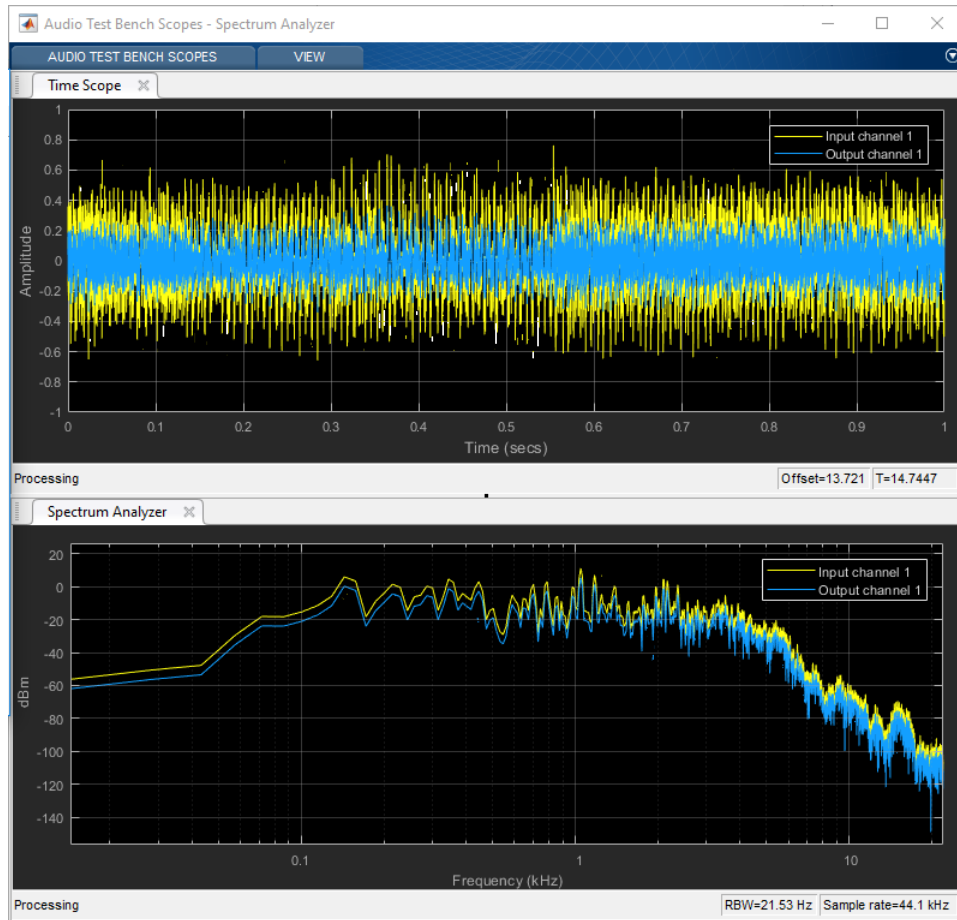 Audio Test Bench Scopes - Spectrum Analyzer
AUDIO TEST BENCH SCOPES VIEW
Time Scope
1
0.8
0.6
0.4
0.2
0
-0.2
-0.4
-0.6
-0.8
-1
Amplitude
Input channel 1
Output channel 1
0 0.1 0.2 0.3 0.4 0.5 0.6 0.7 0.8 0.9 1
Time (secs)
Processing Offset=13.721 T=14.7447
Spectrum Analyzer
20
0
-20
-40
-60
-80
-100
-120
-140
dBm
Input channel 1
Output channel 1
0.1 1 10
Frequency (kHz)
Processing RBW=21.53 Hz Sample rate=44.1 kHz